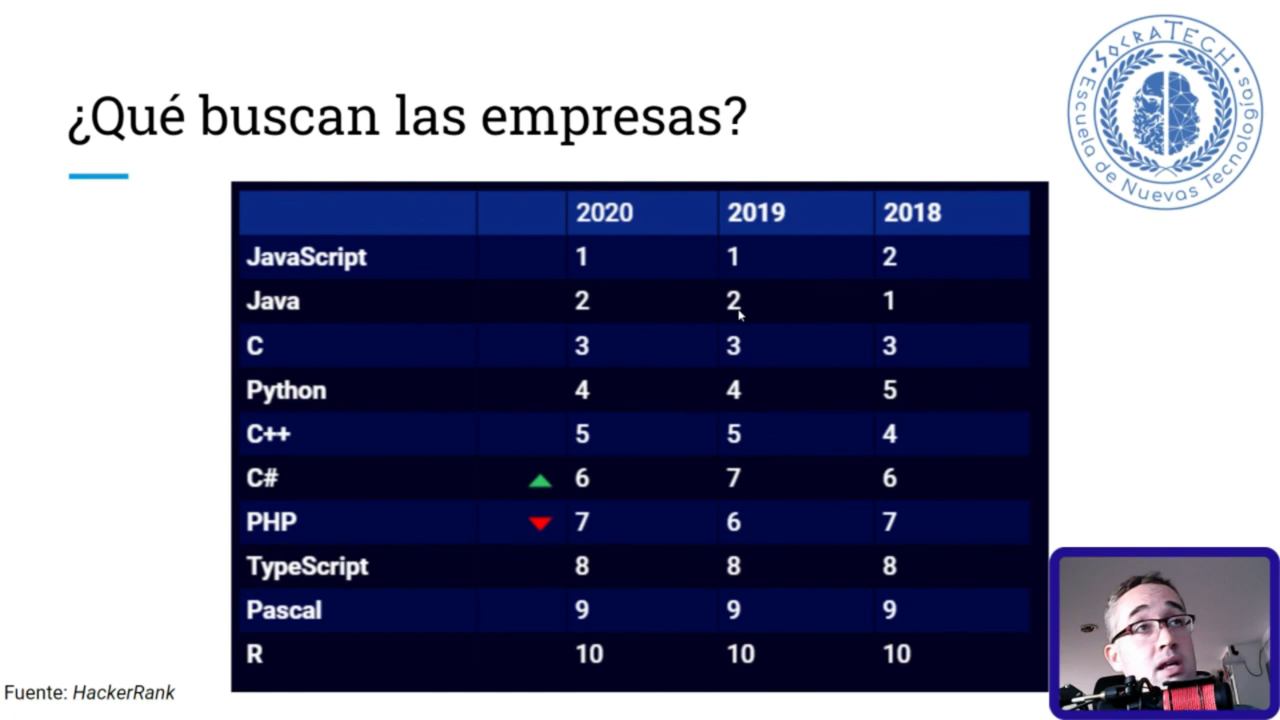 ¿Qué buscan las empresas?
SOCRATECH
Escuela de Nuevas Tecnologías
2020 2019 2018
JavaScript 1 1 2
Java 2 2 1
C 3 3 3
Python 4 4 5
C++ 5 5 4
C# 6 7 6
PHP 7 6 7
TypeScript 8 8 8
Pascal 9 9 9
R 10 10 10
Fuente: HackerRank